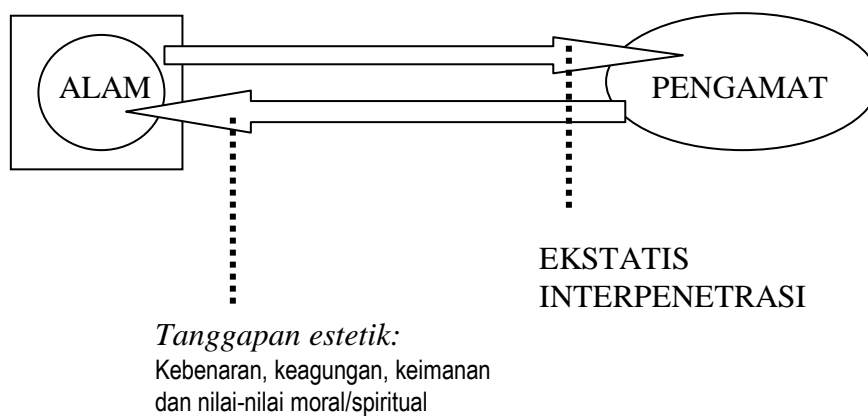 ALAM
PENGAMAT
EKSTATIS
INTERPENETRASI
Tanggapan estetik:
Kebenaran, keagungan, keimanan
dan nilai-nilai moral/spiritual